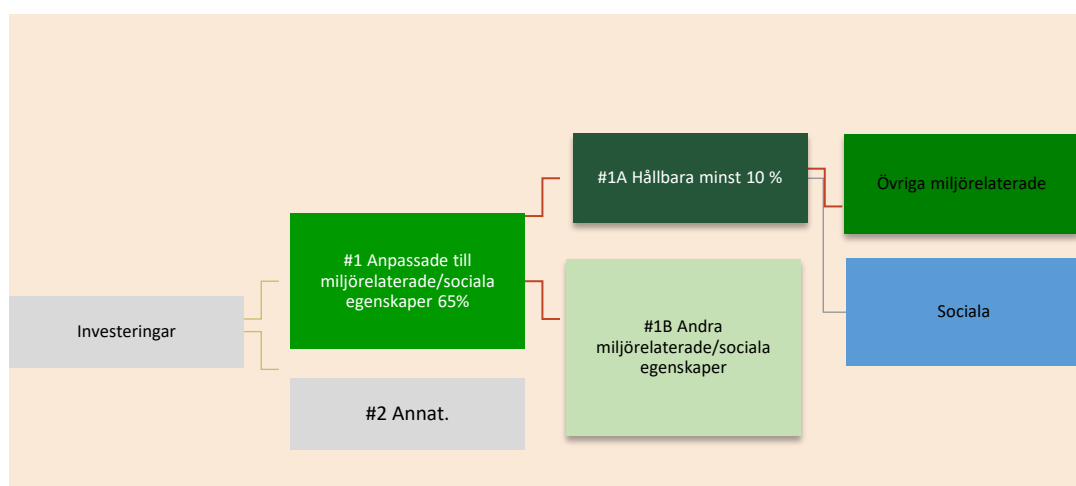 Investeringar
#1 Anpassade till
miljörelaterade/sociala
egenskaper 65%
#2 Annat.
#1A Hållbara minst 10 %
#1B Andra
miljörelaterade/sociala
egenskaper
Övriga miljörelaterade
Sociala